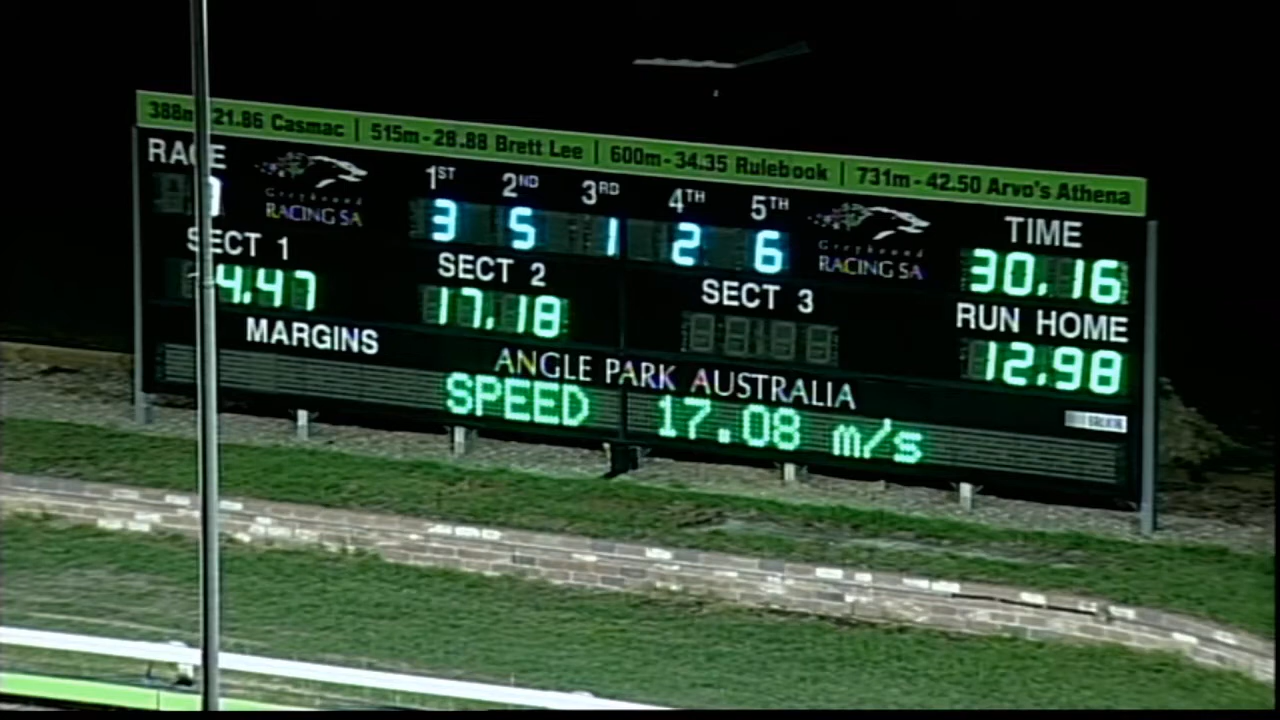 388m-21.86 Casmac | 515m-28.88 Brett Lee | 600m-34.35 Rulebook | 731m-42.50 Arvo's Athena
RACE
Greyhound
RACING SA
1ST 2ND 3RD 4TH 5TH
3 5 1 2 6
Greyhound
RACING SA
TIME
30.16
SECT 1
4.47
SECT 2
17.18
SECT 3
RUN HOME
12.98
MARGINS
ANGLE PARK AUSTRALIA
SPEED 17.08 m/s